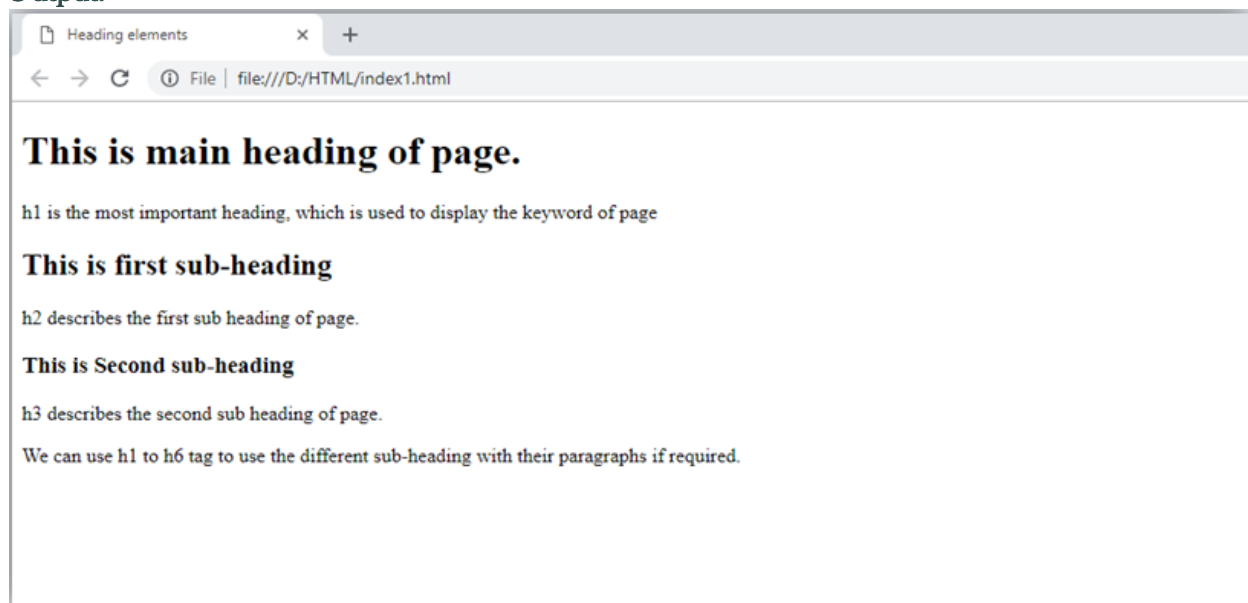 Output:
Heading elements
File | file:///D:/HTML/index1.html
This is main heading of page.
h1 is the most important heading, which is used to display the keyword of page
This is first sub-heading
h2 describes the first sub heading of page.
This is Second sub-heading
h3 describes the second sub heading of page.
We can use h1 to h6 tag to use the different sub-heading with their paragraphs if required.